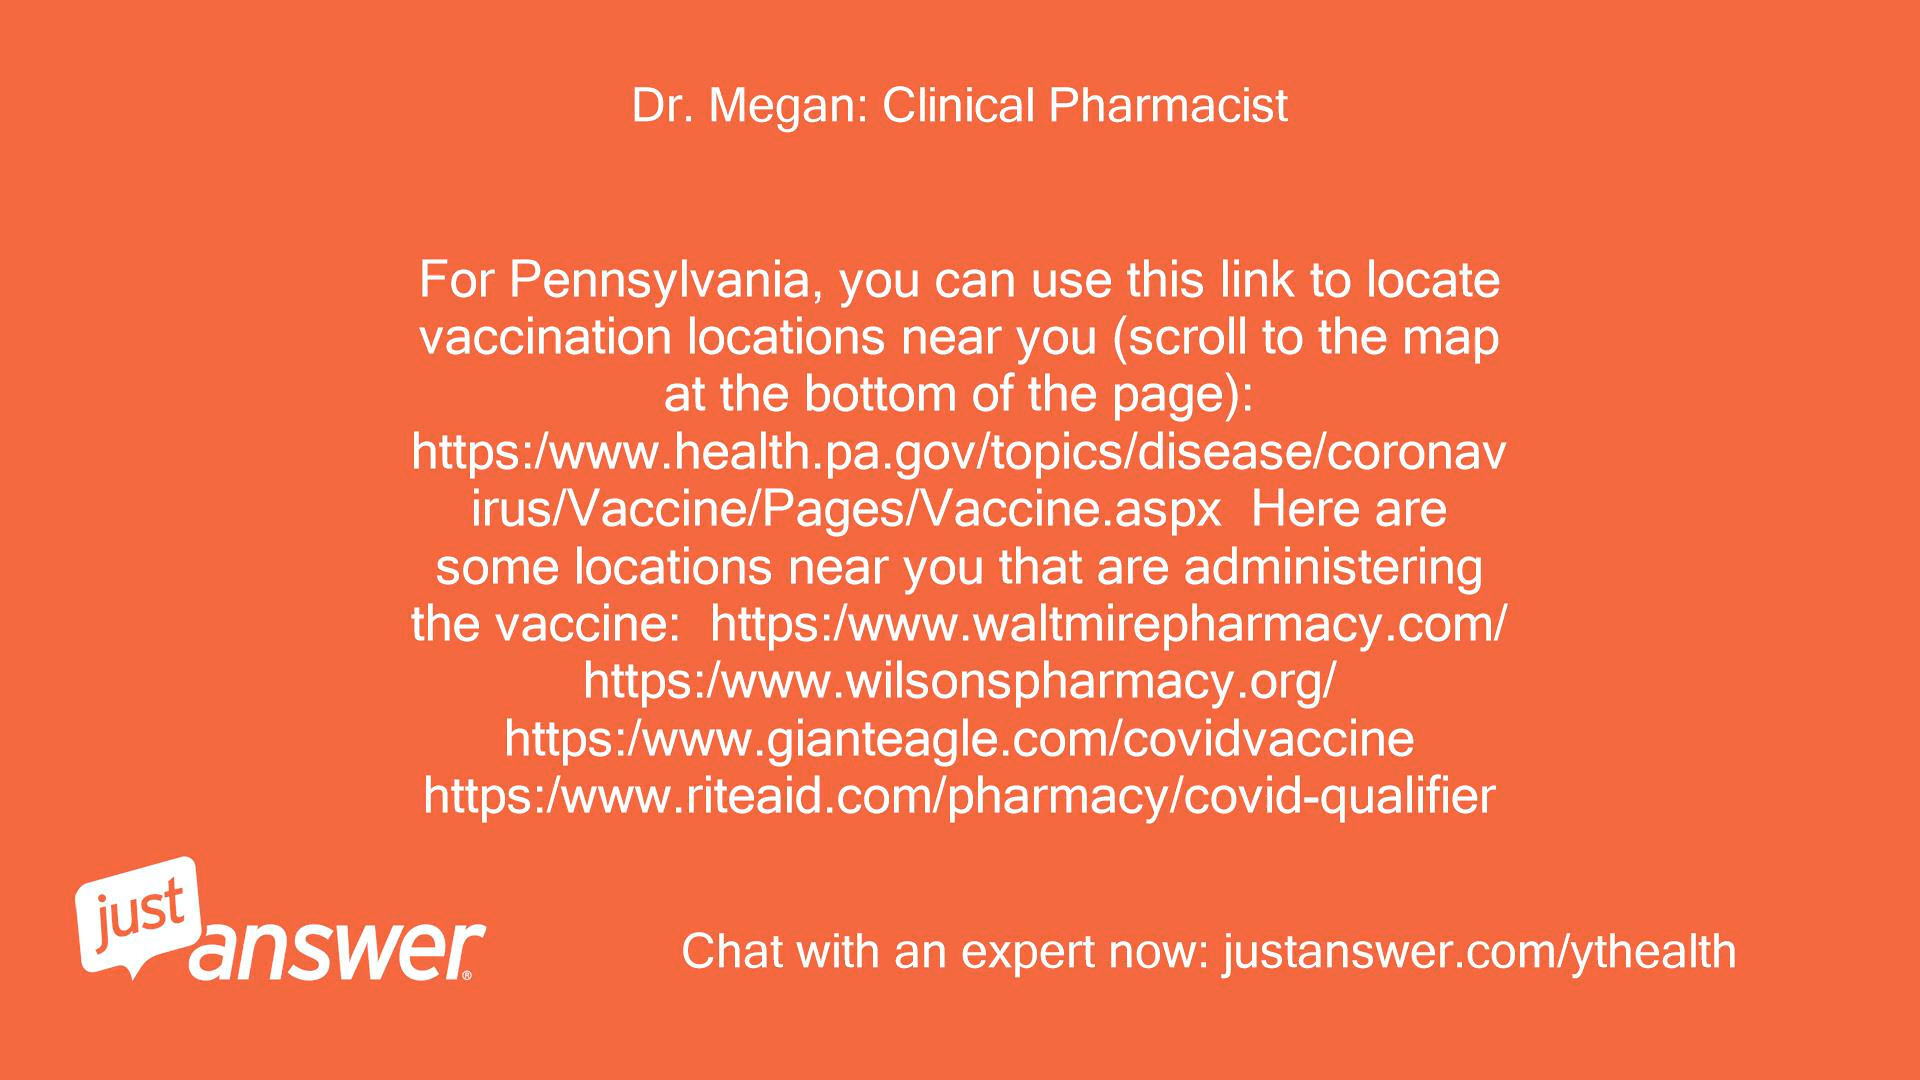 Dr. Megan: Clinical Pharmacist
For Pennsylvania, you can use this link to locate
vaccination locations near you (scroll to the map
at the bottom of the page):
https:/www.health.pa.gov/topics/disease/coronav
irus/Vaccine/Pages/Vaccine.aspx  Here are
some locations near you that are administering
the vaccine:  https:/www.waltmirepharmacy.com/
https:/www.wilsonspharmacy.org/
https:/www.gianteagle.com/covidvaccine
https:/www.riteaid.com/pharmacy/covid-qualifier
just
answer®
Chat with an expert now: justanswer.com/ythealth